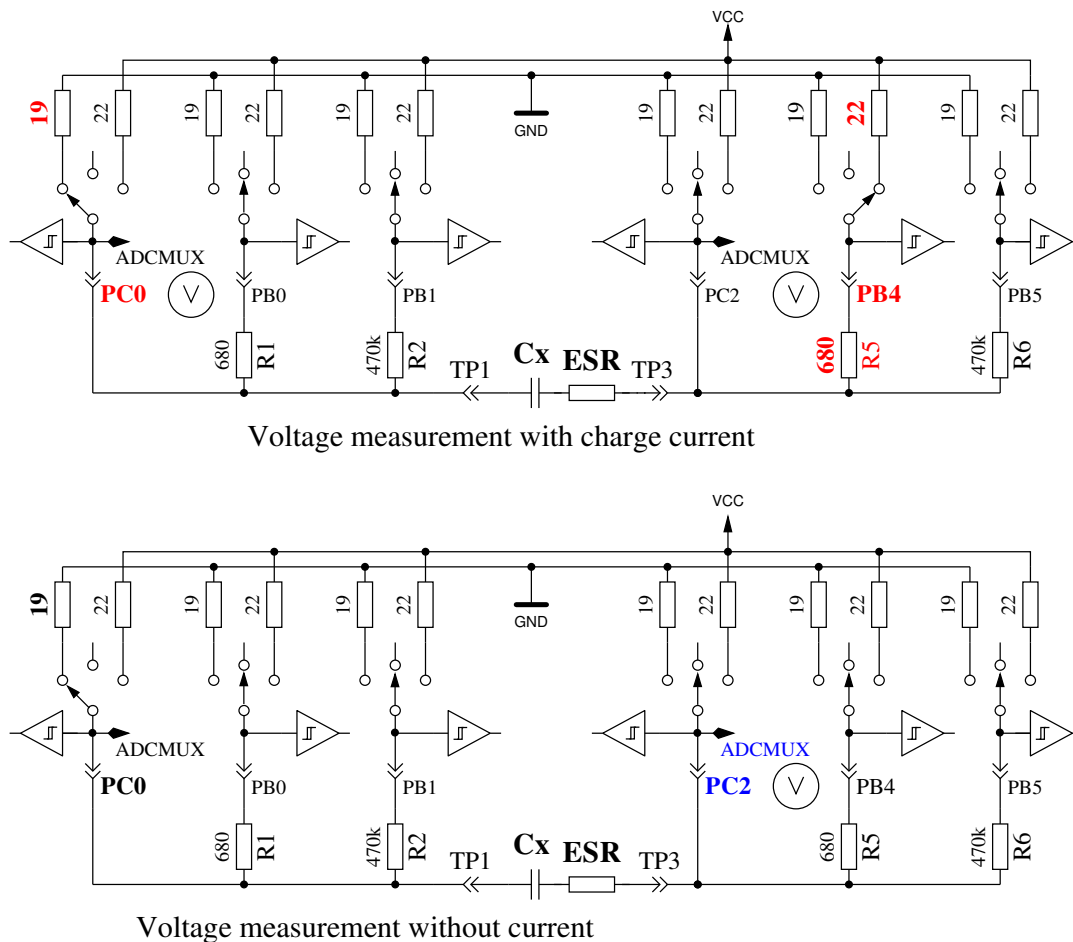 VCC
19 22 19 22 19 22 GND 19 22 19 22 19 22
ADCMUX ADCMUX
PC0 V PB0 PB1 PC2 V PB4 PB5
680 R1 470k R2 680 R5 470k R6
TP1 Cx ESR TP3
Voltage measurement with charge current
VCC
19 22 19 22 19 22 GND 19 22 19 22 19 22
ADCMUX ADCMUX
PC0 PB0 PB1 PC2 V PB4 PB5
680 R1 470k R2 680 R5 470k R6
TP1 Cx ESR TP3
Voltage measurement without current